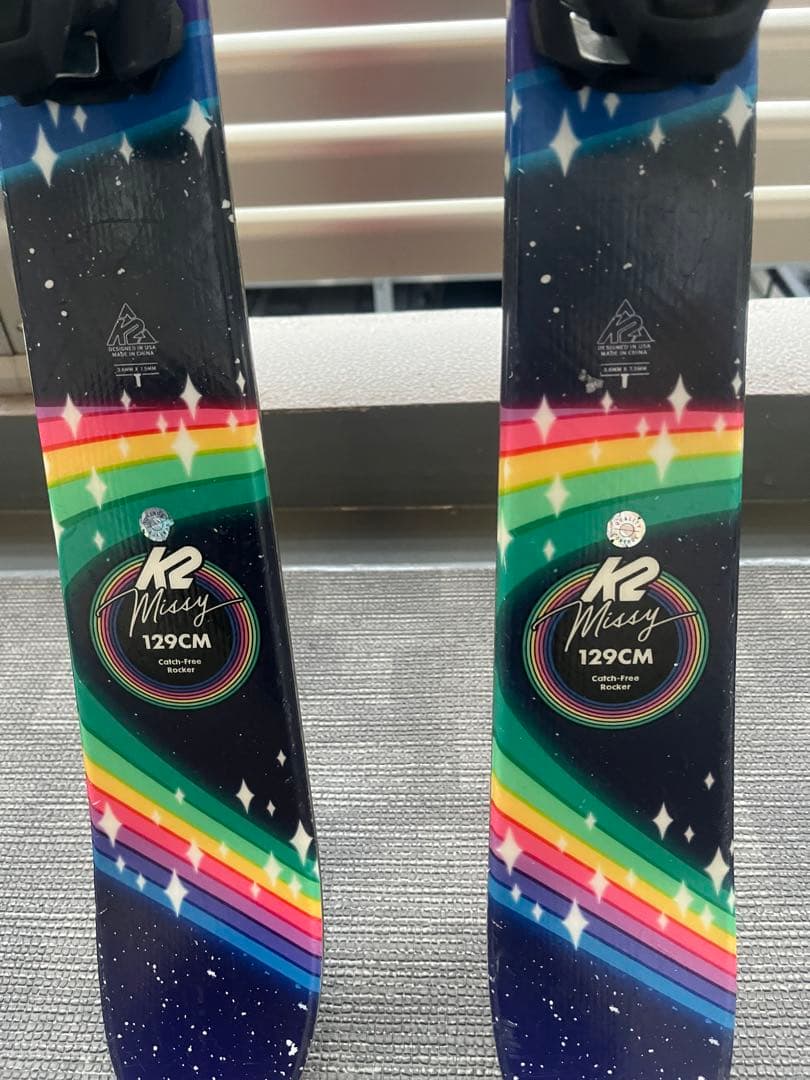 K2
DESIGNED IN USA
MADE IN CHINA
K2
Missy
129CM
Catch-Free
Rocker
K2
DESIGNED IN USA
MADE IN CHINA
QUALITY
K2
Missy
129CM
Catch-Free
Rocker